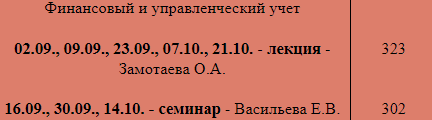 Финансовый и управленческий учет
02.09., 09.09., 23.09., 07.10., 21.10. - лекция - 323
Замотаева О.А.
16.09., 30.09., 14.10. - семинар - Васильева Е.В. 302